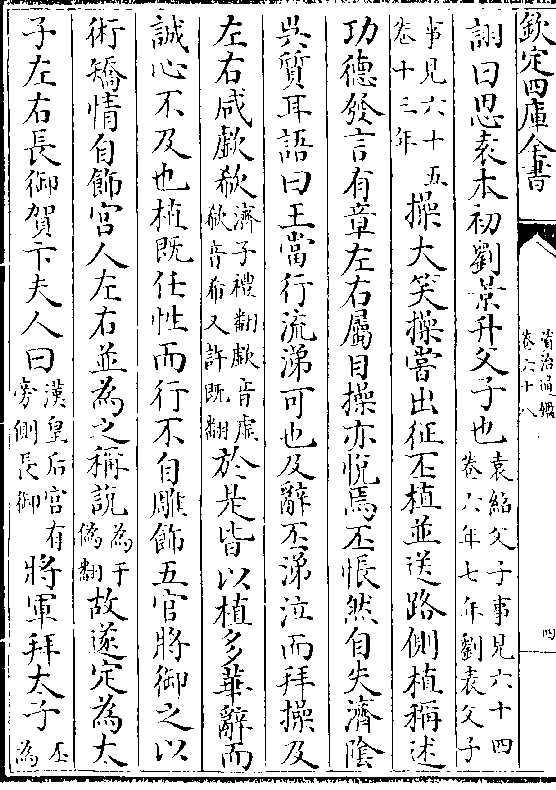 欽定四庫全書
資治通鑑
卷六十八
四
詡曰思袁本初劉景升父子也袁紹父子事見六十四卷六年七年劉袁父子
事見六十五卷十三年操大笑操嘗出征丕植並送路側植稱述
功德發言有章左右屬目操亦悅焉丕悵然自失濟陰
吳質耳語曰王當行流涕可也及辭丕涕泣而拜操及
左右咸歔欷濟子禮翻歔音虛欷音希又許既翻於是皆以植多華辭而
誠心不及也植既任性而行不自雕飾五官將御之以
術矯情自飾宮人左右並為之稱說為于偽翻故遂定為太
子左右長御賀卞夫人曰漢皇后宮有旁側長御將軍拜太子丕為